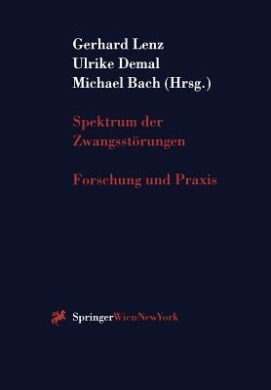 Gerhard Lenz
Ulrike Demal
Michael Bach (Hrsg.)
Spektrum der
Zwangsstörungen
Forschung und Praxis
SpringerWienNewYork